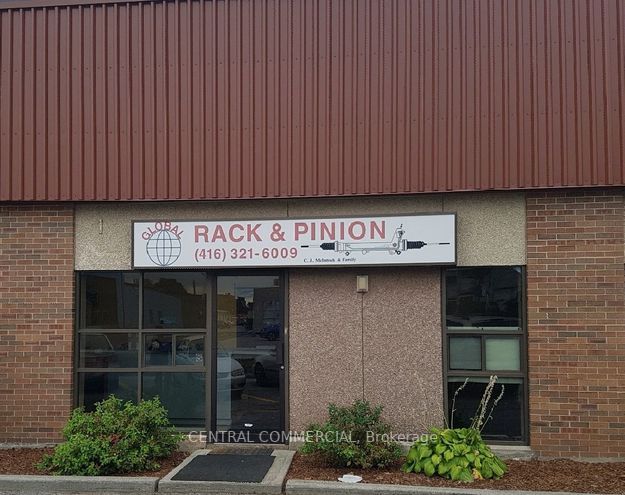 GLOBAL
RACK & PINION
(416) 321-6009
C. J. McIntosh & Family
CENTRAL COMMERCIAL, Brokerage